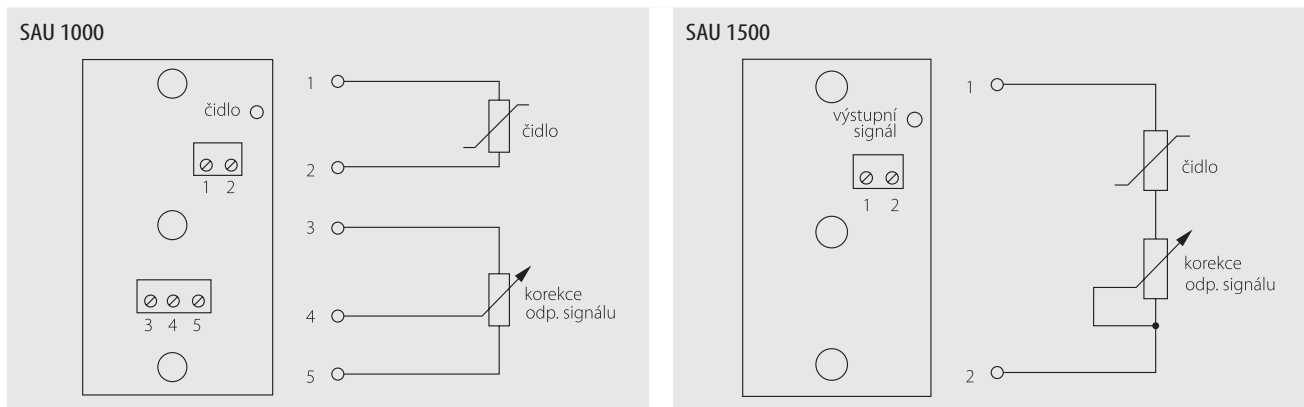 SAU 1000
čidlo
1 2
3 4 5
1
čidlo
2
3
korekce
odp. signálu
4
5
SAU 1500
výstupní
signál
1 2
1
čidlo
korekce
odp. signálu
2